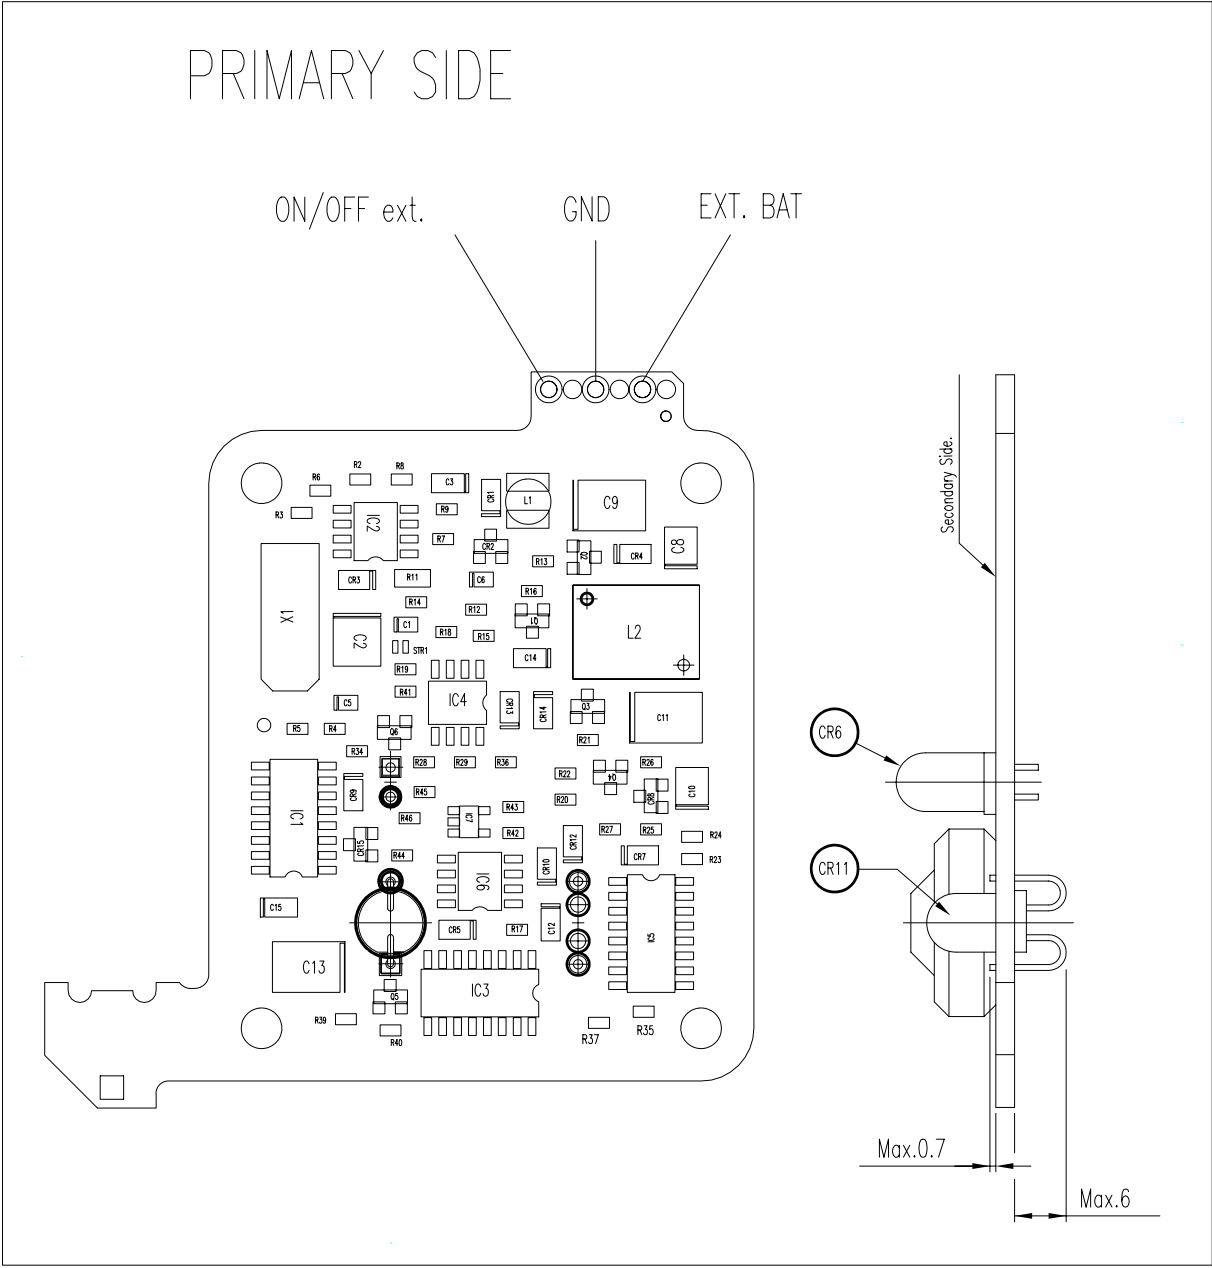 PRIMARY SIDE
ON/OFF ext.
GND
EXT. BAT
Secondary Side.
R6
R2
R8
C3
CR1
L1
C9
R3
IC2
R9
R7
CR2
R13
Q2
CR4
C8
CR3
R11
C6
R16
X1
R14
R12
Q1
L2
C2
C1
R18
R15
STR1
C14
R19
R41
IC4
CR13
CR14
Q3
C11
C5
R5
R4
Q6
R21
R34
R28
R29
R36
R22
Q4
R26
CR6
CR9
R45
R43
R20
CR8
C10
IC1
R46
IC7
R42
R27
R25
R24
CR15
R44
CR12
CR7
R23
CR10
CR11
IC6
C15
CR5
R17
C12
IC5
C13
IC3
Q5
R39
R40
R37
R35
Max.0.7
Max.6